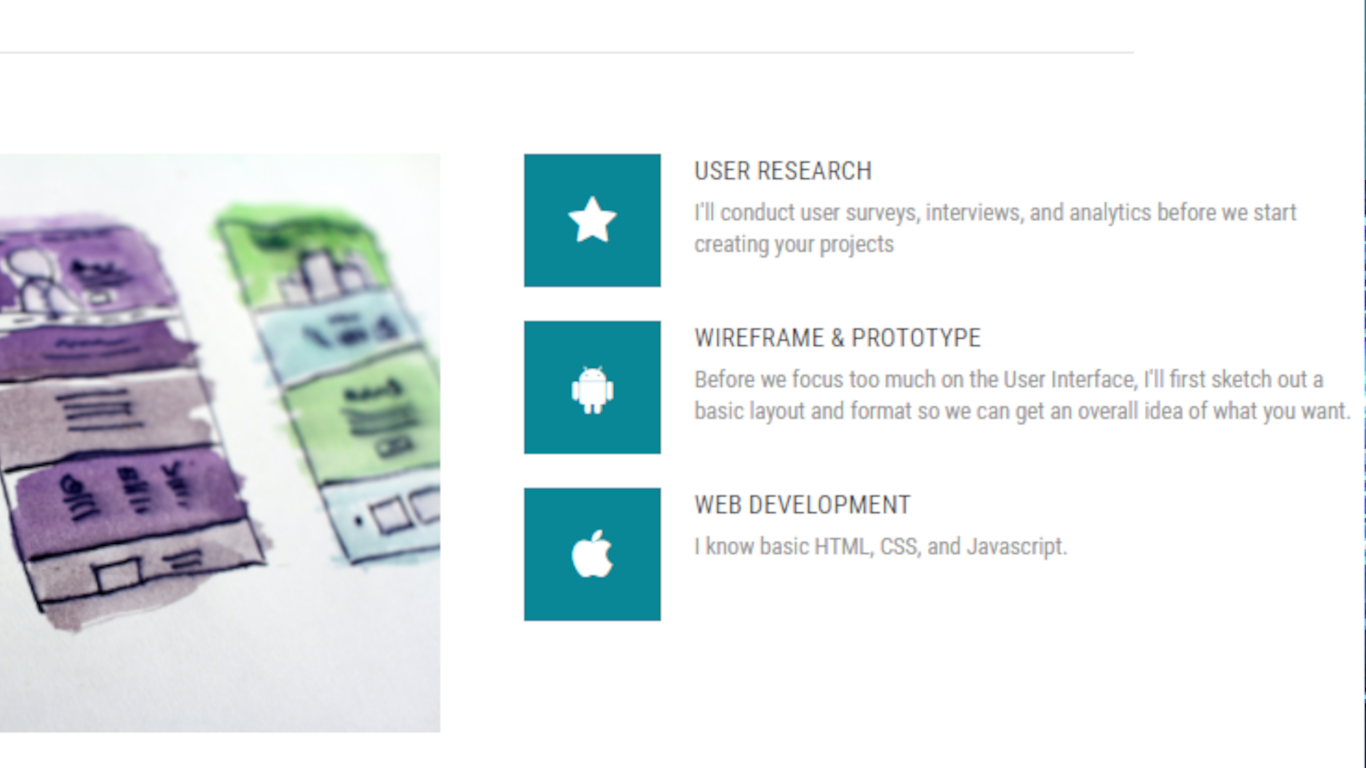 USER RESEARCH
I'll conduct user surveys, interviews, and analytics before we start
creating your projects
WIREFRAME & PROTOTYPE
Before we focus too much on the User Interface, I'll first sketch out a
basic layout and format so we can get an overall idea of what you want.
WEB DEVELOPMENT
I know basic HTML, CSS, and Javascript.